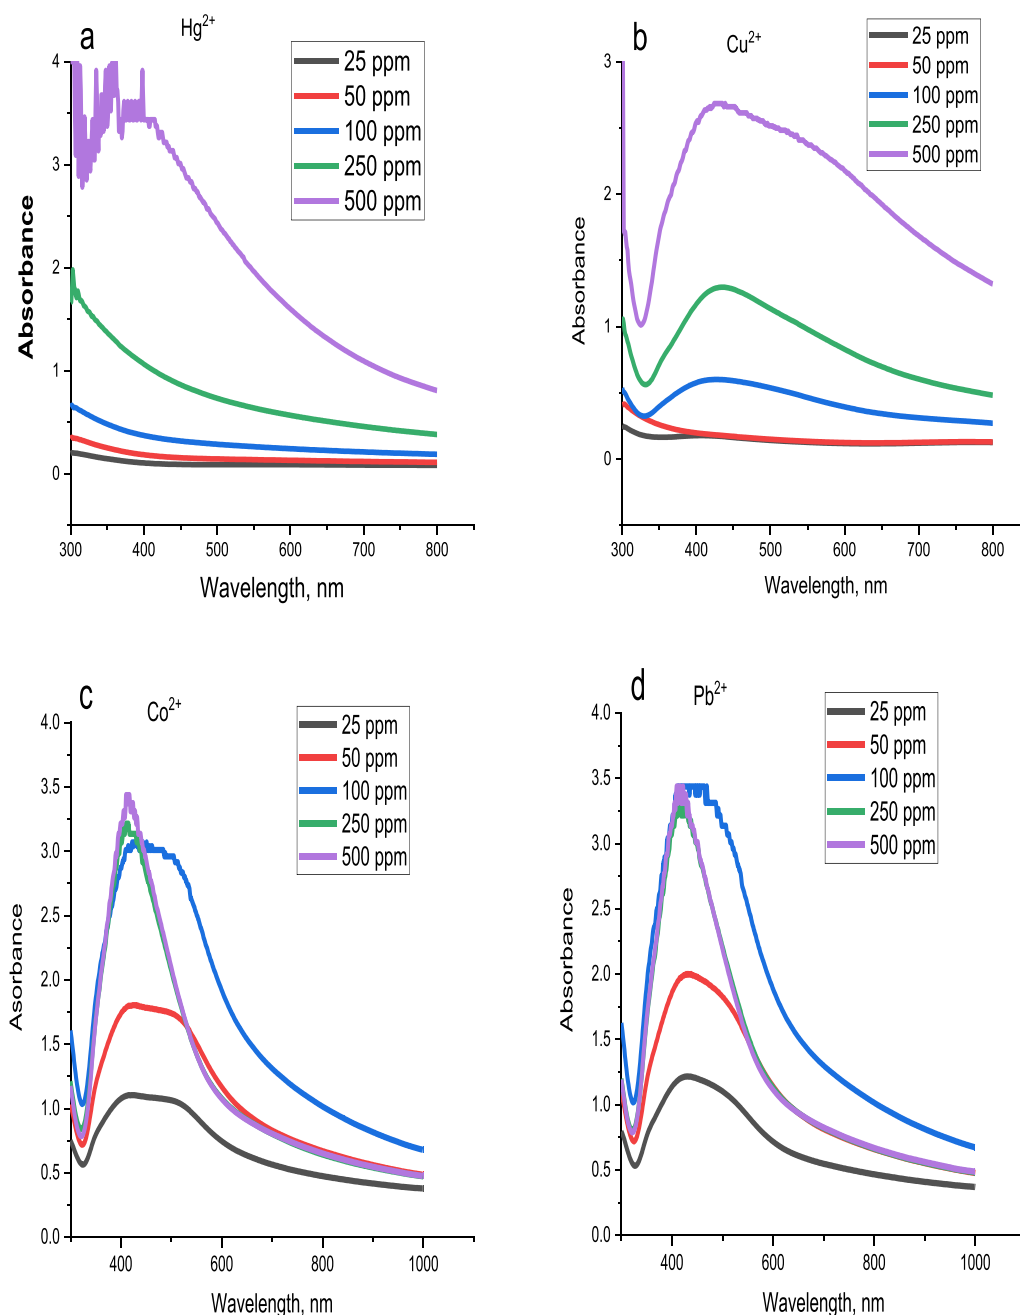 a
Hg2+
25 ppm
50 ppm
100 ppm
250 ppm
500 ppm
4
3
2
1
0
Absorbance
300 400 500 600 700 800
Wavelength, nm
b
Cu2+
25 ppm
50 ppm
100 ppm
250 ppm
500 ppm
3
2
1
0
Absorbance
300 400 500 600 700 800
Wavelength, nm
c
Co2+
25 ppm
50 ppm
100 ppm
250 ppm
500 ppm
4.0
3.5
3.0
2.5
2.0
1.5
1.0
0.5
0.0
Asorbance
400 600 800 1000
Wavelength, nm
d
Pb2+
25 ppm
50 ppm
100 ppm
250 ppm
500 ppm
4.0
3.5
3.0
2.5
2.0
1.5
1.0
0.5
0.0
Absorbance
400 600 800 1000
Wavelength, nm